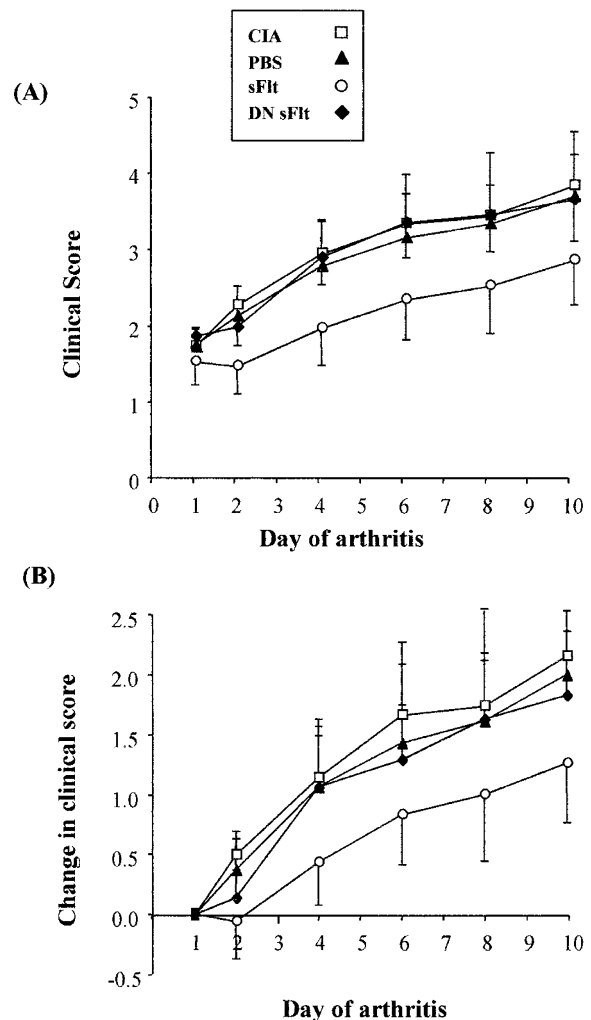 CIA
PBS
sFlt
DN sFlt
(A)
5
4
3
2
1
0
Clinical Score
0 1 2 3 4 5 6 7 8 9 10
Day of arthritis
(B)
2.5
2.0
1.5
1.0
0.5
0.0
-0.5
Change in clinical score
1 2 3 4 5 6 7 8 9 10
Day of arthritis